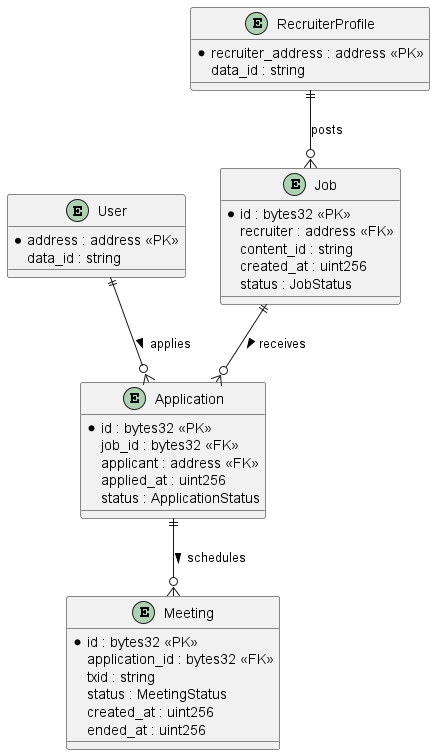 E RecruiterProfile
recruiter_address : address «PK»
data_id : string
posts
E Job
id : bytes32 «PK»
recruiter : address «FK»
content_id : string
created_at : uint256
status : JobStatus
E User
address : address «PK»
data_id : string
applies
receives
E Application
id : bytes32 «PK»
job_id : bytes32 «FK»
applicant : address «FK»
applied_at : uint256
status : ApplicationStatus
schedules
E Meeting
id : bytes32 «PK»
application_id : bytes32 «FK»
txid : string
status : MeetingStatus
created_at : uint256
ended_at : uint256